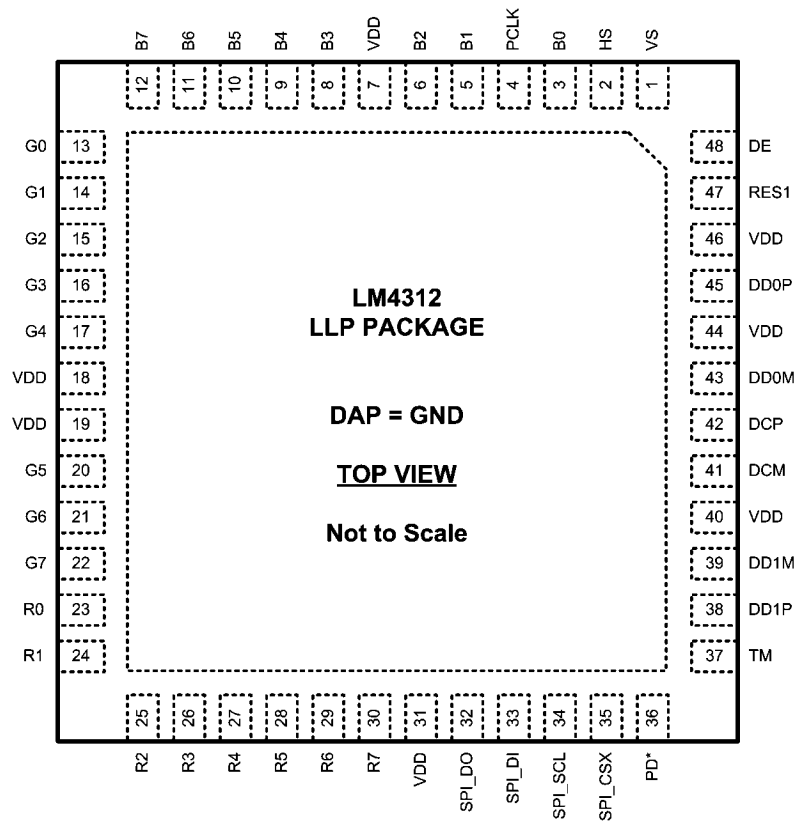 B7
B6
B5
B4
B3
VDD
B2
B1
PCLK
B0
HS
VS
12
11
10
9
8
7
6
5
4
3
2
1
G0 13
G1 14
G2 15
G3 16
G4 17
VDD 18
VDD 19
G5 20
G6 21
G7 22
R0 23
R1 24
LM4312
LLP PACKAGE
DAP = GND
TOP VIEW
Not to Scale
48 DE
47 RES1
46 VDD
45 DD0P
44 VDD
43 DD0M
42 DCP
41 DCM
40 VDD
39 DD1M
38 DD1P
37 TM
25
26
27
28
29
30
31
32
33
34
35
36
R2
R3
R4
R5
R6
R7
VDD
SPI_DO
SPI_DI
SPI_SCL
SPI_CSX
PD*